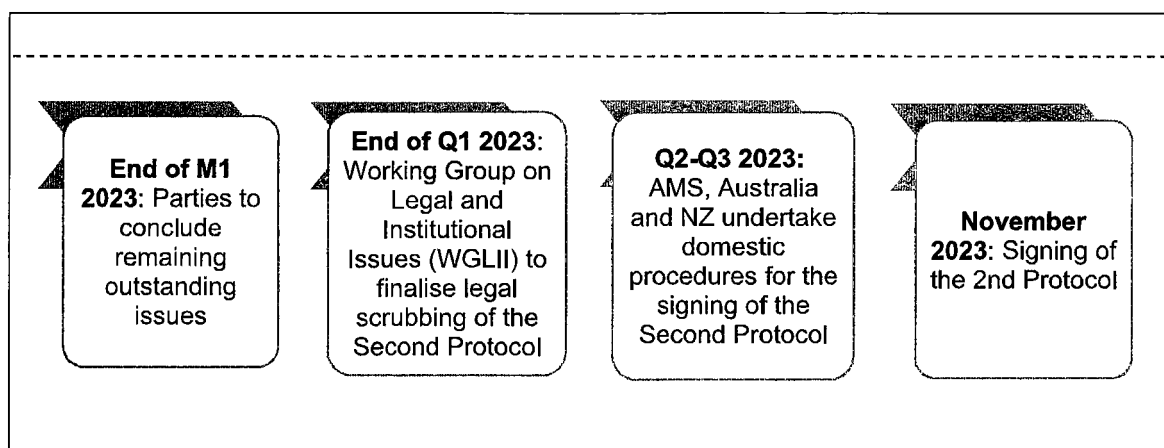 End of M1
2023: Parties to
conclude
remaining
outstanding
issues
End of Q1 2023:
Working Group on
Legal and
Institutional
Issues (WGLII) to
finalise legal
scrubbing of the
Second Protocol
Q2-Q3 2023:
AMS, Australia
and NZ undertake
domestic
procedures for the
signing of the
Second Protocol
November
2023: Signing of
the 2nd Protocol